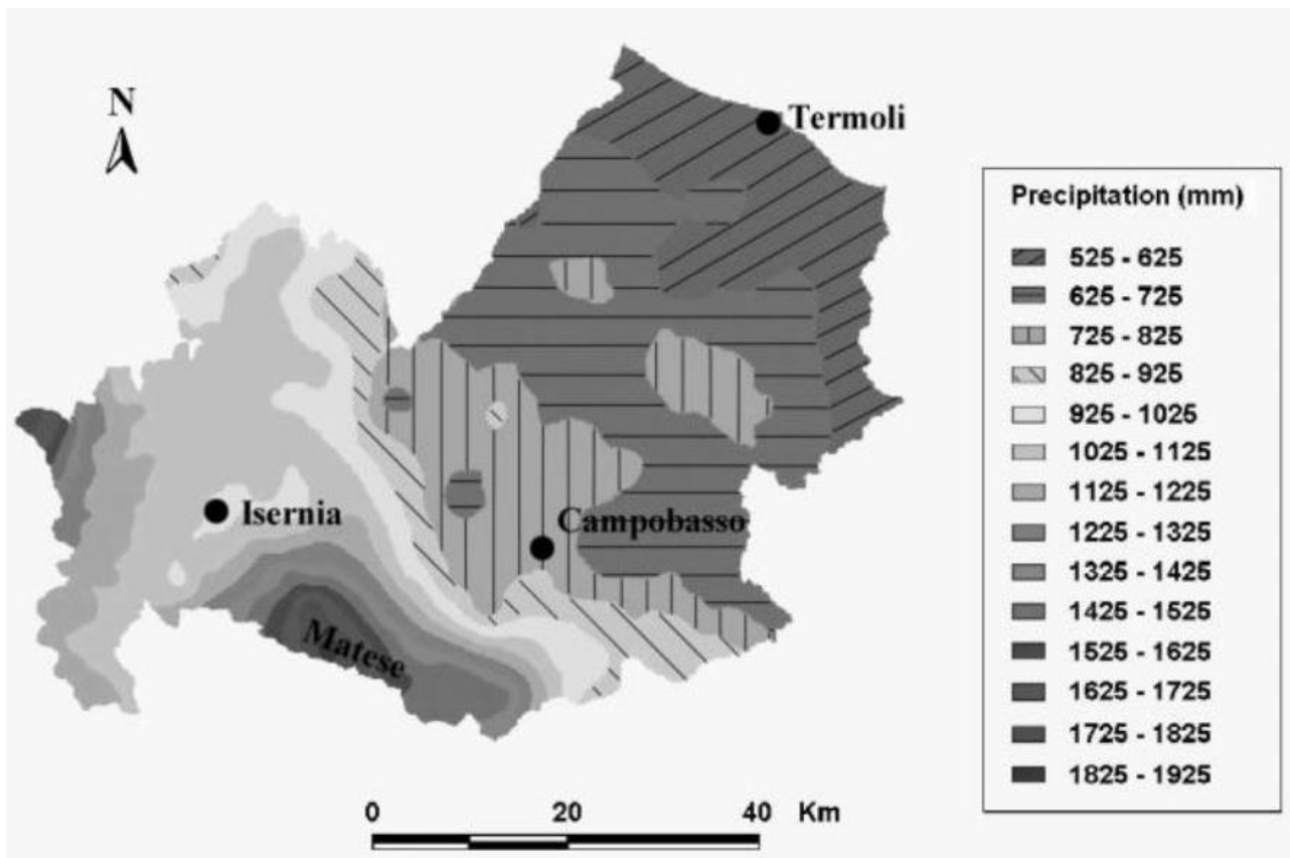 N
Termoli
Isernia
Campobasso
Matese
0 20 40 Km
Precipitation (mm)
525 - 625
625 - 725
725 - 825
825 - 925
925 - 1025
1025 - 1125
1125 - 1225
1225 - 1325
1325 - 1425
1425 - 1525
1525 - 1625
1625 - 1725
1725 - 1825
1825 - 1925